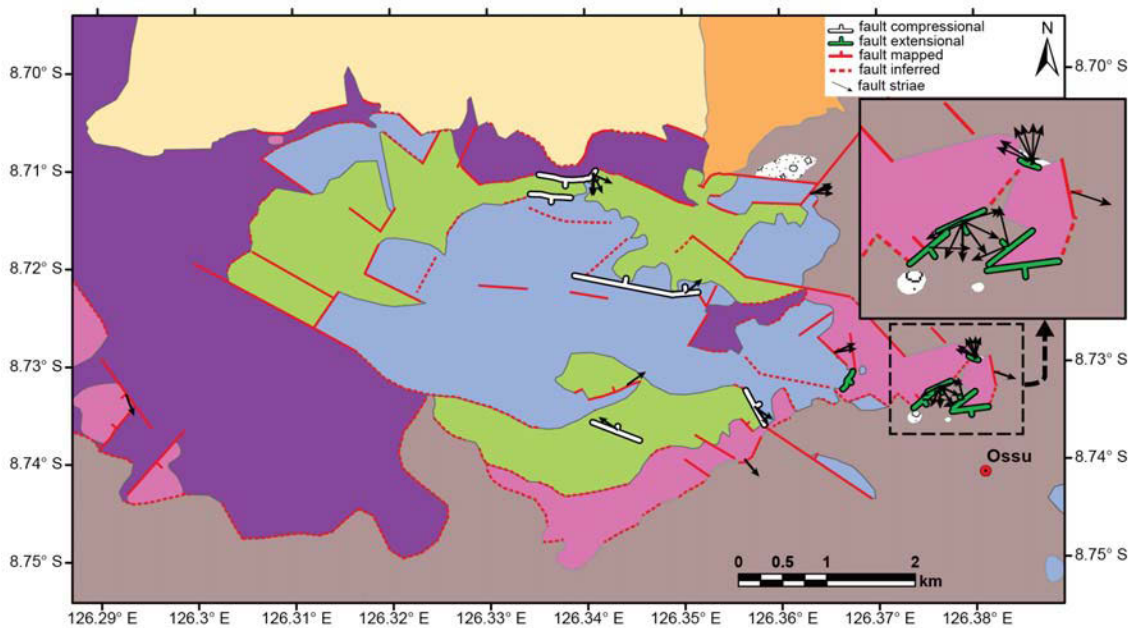 fault compressional
fault extensional
fault mapped
fault inferred
fault striae
N
8.70° S
8.70° S
8.71° S
8.72° S
8.73° S
8.73° S
8.74° S
8.74° S
8.75° S
8.75° S
Ossu
0 0.5 1 2
km
126.29° E 126.3° E 126.31° E 126.32° E 126.33° E 126.34° E 126.35° E 126.36° E 126.37° E 126.38° E